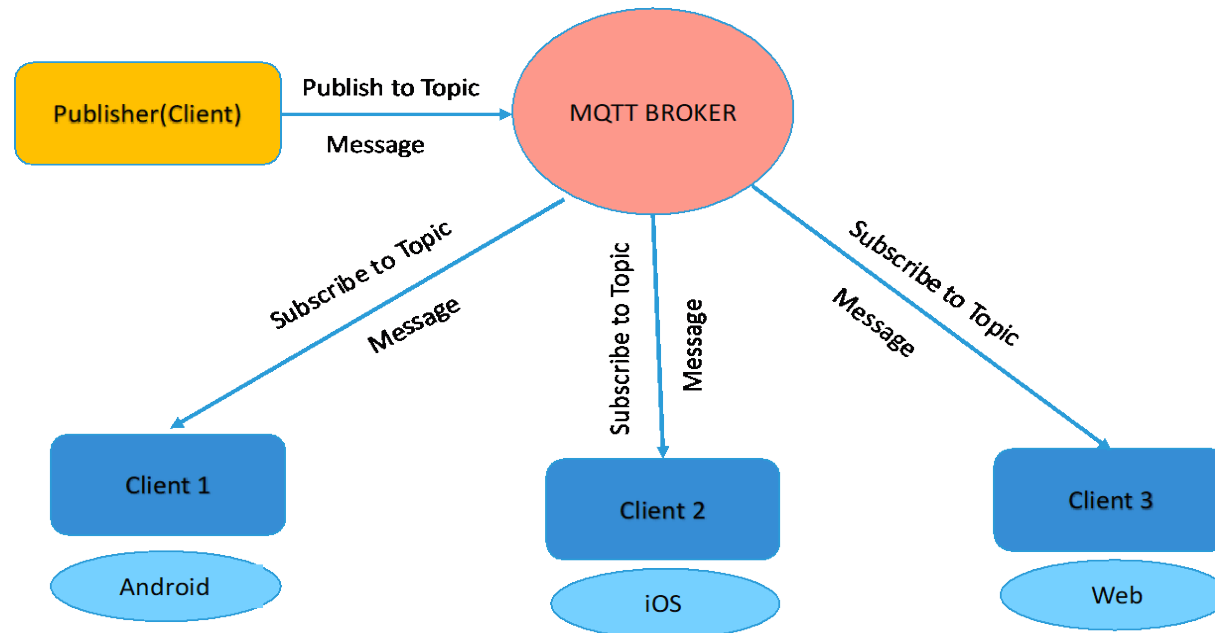 Publisher(Client)
Publish to Topic
Message
MQTT BROKER
Subscribe to Topic
Message
Subscribe to Topic
Message
Subscribe to Topic
Message
Client 1
Client 2
Client 3
Android
iOS
Web